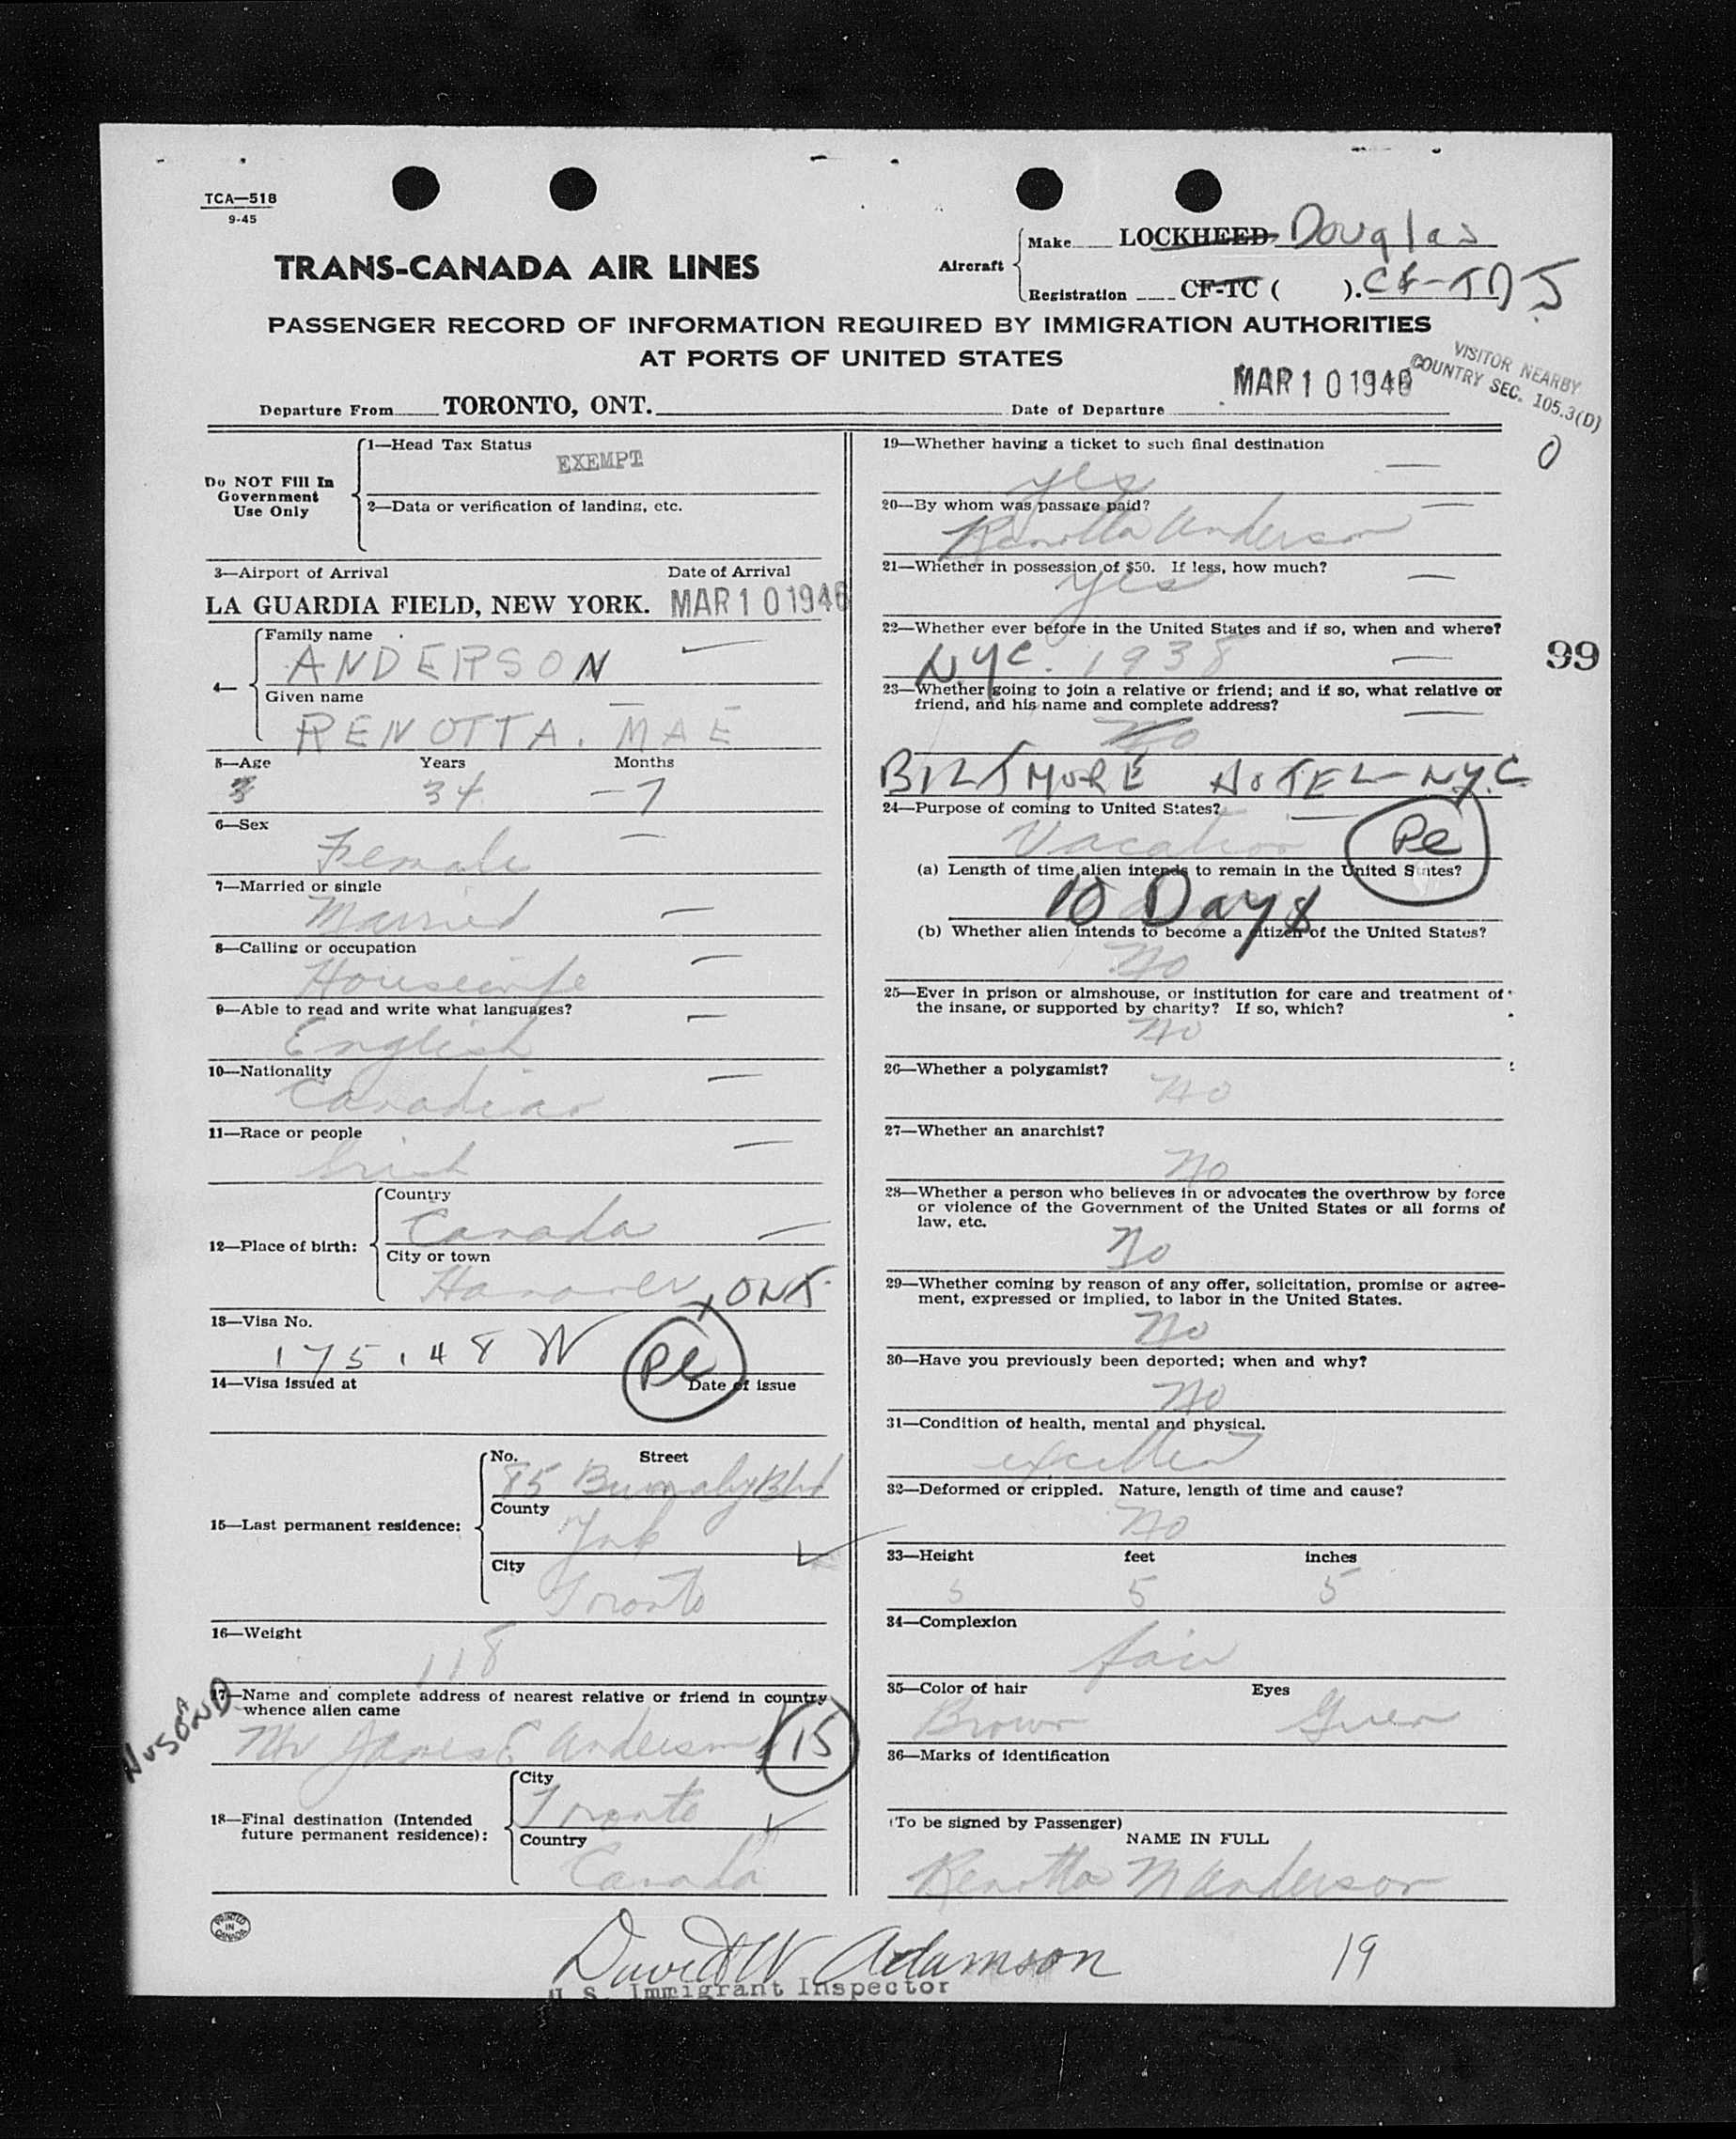 TCA—518
9-45
TRANS-CANADA AIR LINES
Aircraft
Make LOCKHEED Douglas
Registration CF-TC ( ). CF-TDJ
PASSENGER RECORD OF INFORMATION REQUIRED BY IMMIGRATION AUTHORITIES
AT PORTS OF UNITED STATES
VISITOR NEARBY
COUNTRY SEC. 105.3(D)
Departure From TORONTO, ONT. Date of Departure MAR 10 1946
0
Do NOT Fill In
Government
Use Only
1—Head Tax Status
EXEMPT
2—Data or verification of landing, etc.
3—Airport of Arrival Date of Arrival
LA GUARDIA FIELD, NEW YORK. MAR 10 1946
4—
Family name
ANDERSON
Given name
RENOTTA. MAE
5—Age Years Months
3 34 —7
6—Sex
Female
7—Married or single
Married
8—Calling or occupation
Housewife
9—Able to read and write what languages?
English
10—Nationality
Canadian
11—Race or people
Irish
12—Place of birth:
Country
Canada
City or town
Hanover, ONT.
13—Visa No.
175.48 W PE
14—Visa issued at Date of issue
15—Last permanent residence:
No. Street
85 Burnaby Blvd
County
York
City
Toronto
16—Weight
118
17—Name and complete address of nearest relative or friend in country
whence alien came
HUSBAND
Mr James E Anderson 15
18—Final destination (Intended
future permanent residence):
City
Toronto
Country
Canada
PRINTED
IN
CANADA
19—Whether having a ticket to such final destination
yes
20—By whom was passage paid?
Renotta Anderson
21—Whether in possession of $50. If less, how much?
yes
22—Whether ever before in the United States and if so, when and where?
NYC. 1938
99
23—Whether going to join a relative or friend; and if so, what relative or
friend, and his name and complete address?
No
BILTMORE HOTEL—NYC
24—Purpose of coming to United States?
Vacation PE
(a) Length of time alien intends to remain in the United States?
10 Days
(b) Whether alien intends to become a citizen of the United States?
No
25—Ever in prison or almshouse, or institution for care and treatment of
the insane, or supported by charity? If so, which?
No
26—Whether a polygamist?
No
27—Whether an anarchist?
No
28—Whether a person who believes in or advocates the overthrow by force
or violence of the Government of the United States or all forms of
law, etc.
No
29—Whether coming by reason of any offer, solicitation, promise or agree-
ment, expressed or implied, to labor in the United States.
No
30—Have you previously been deported; when and why?
No
31—Condition of health, mental and physical.
excellent
32—Deformed or crippled. Nature, length of time and cause?
No
33—Height feet inches
5 5 5
34—Complexion
fair
35—Color of hair Eyes
Brown Green
36—Marks of identification
(To be signed by Passenger)
NAME IN FULL
Renotta M Anderson
David W Adamson
U.S. Immigrant Inspector
19